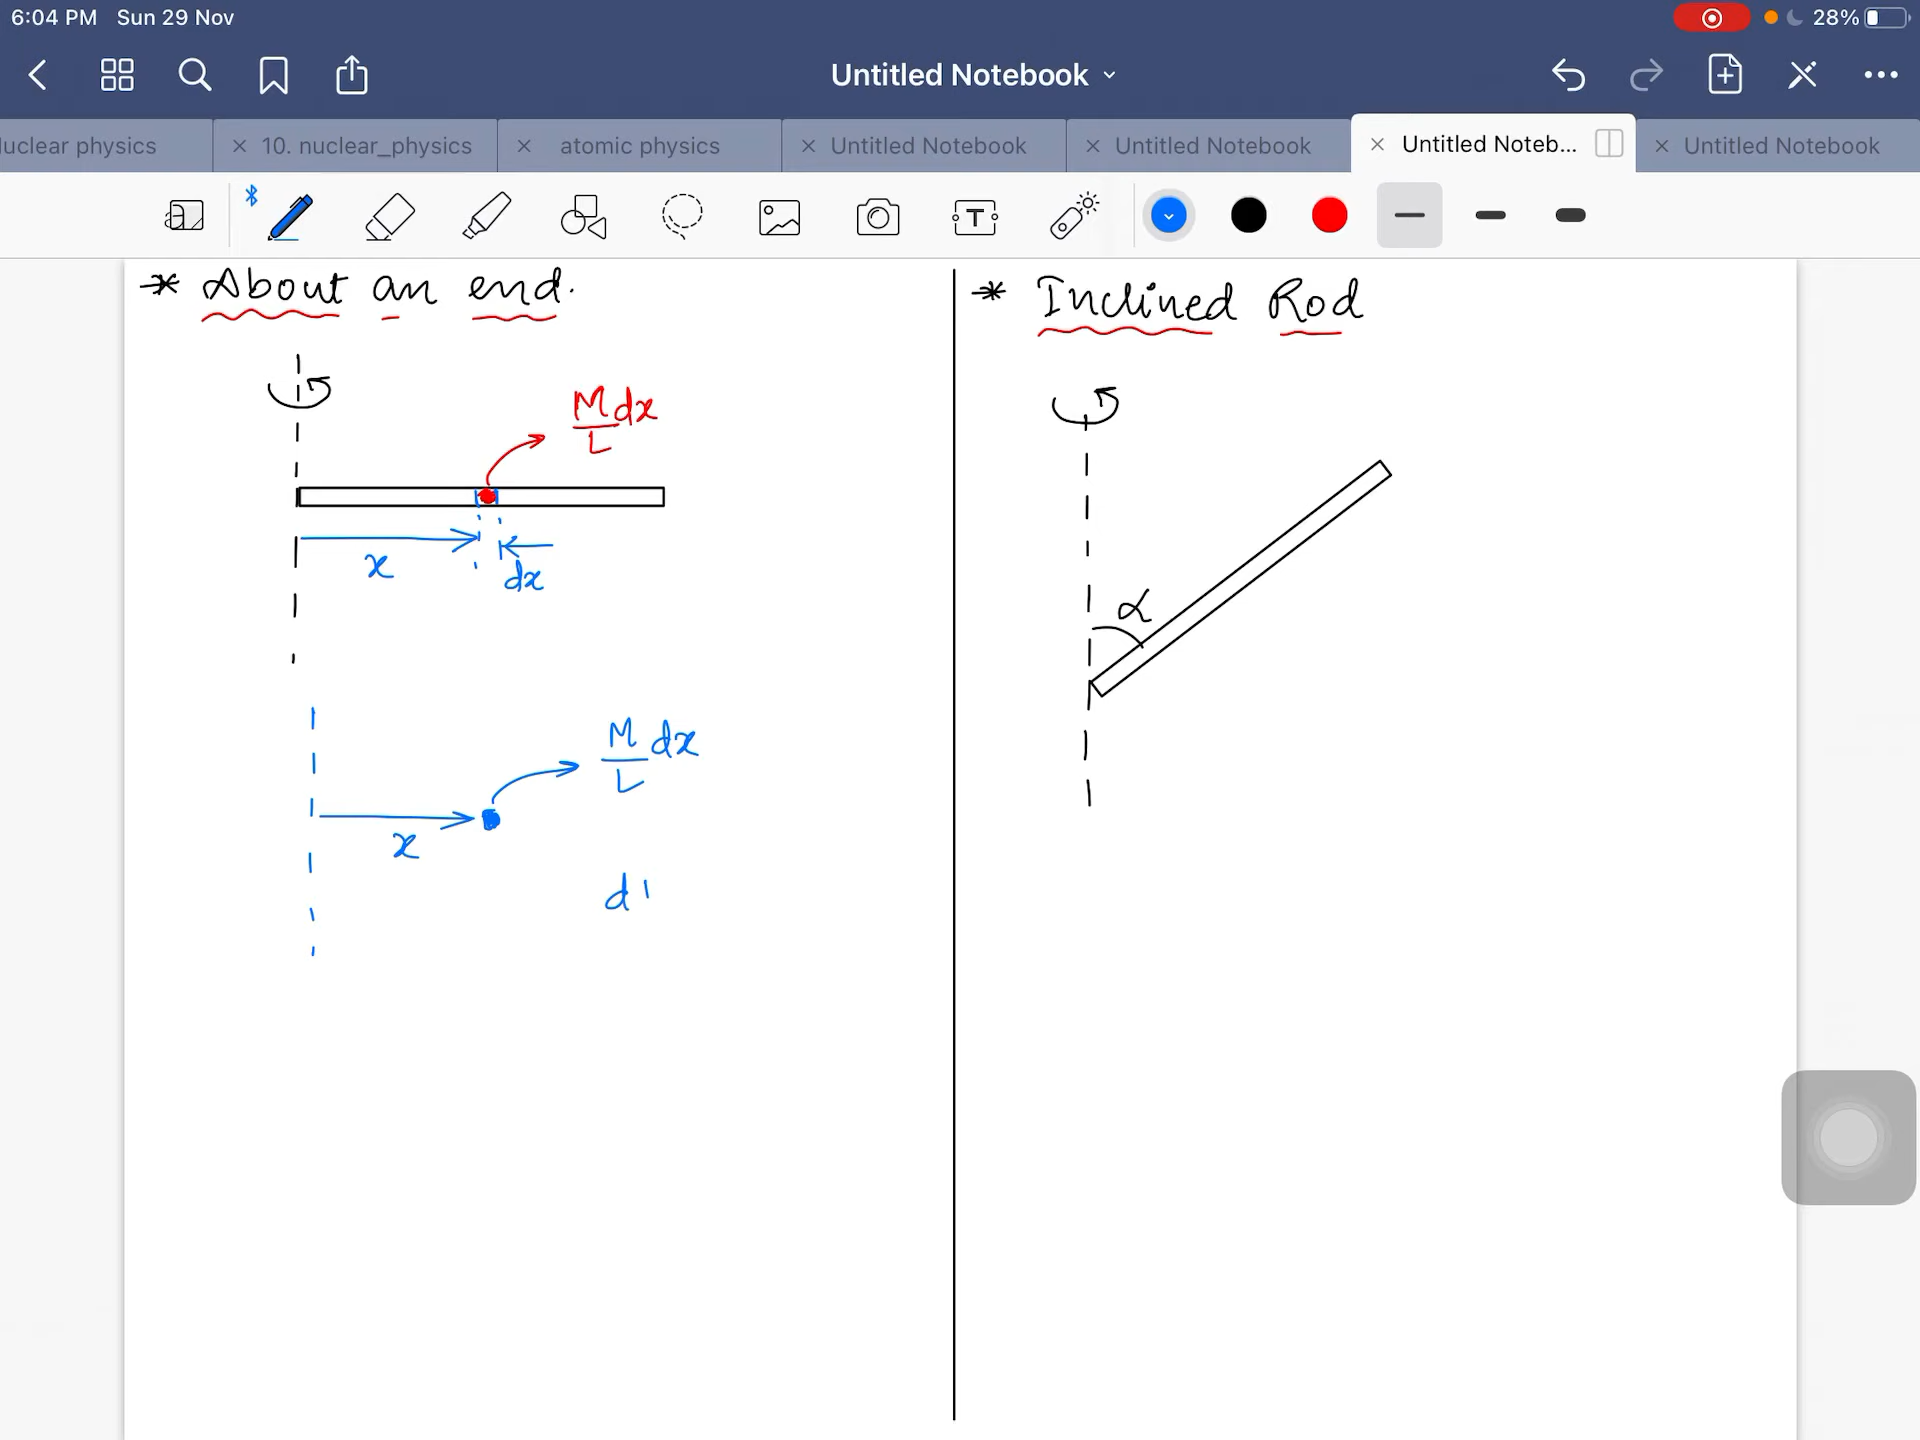 6:04 PM Sun 29 Nov
28%
Untitled Notebook
uclear physics
10. nuclear_physics
atomic physics
Untitled Notebook
Untitled Notebook
Untitled Noteb...
Untitled Notebook
T
* About an end.
M/L dx
x
dx
M/L dx
x
d
* Inclined Rod
α